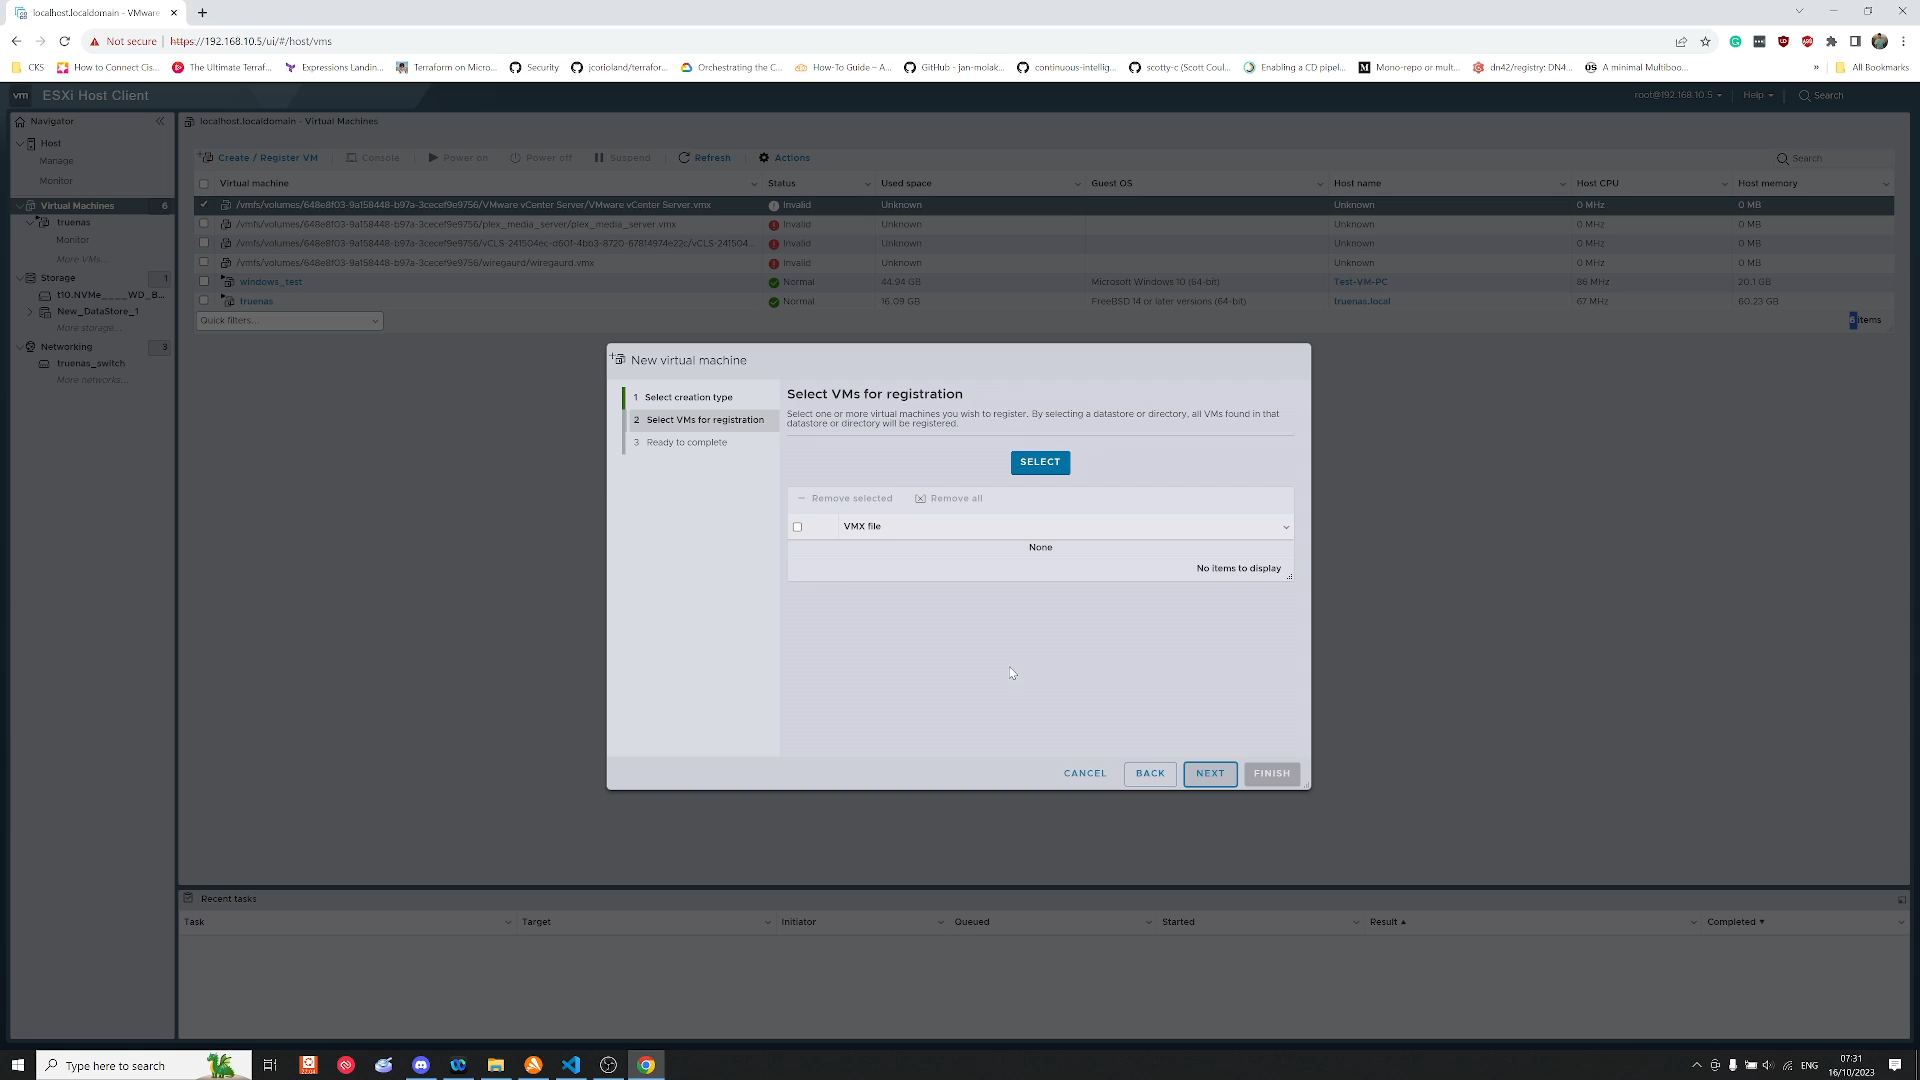 localhost.localdomain - VMware
Not secure
https://192.168.10.5/ui/#/host/vms
CKS
How to Connect Cis...
The Ultimate Terraf...
Expressions Landin...
Terraform on Micro...
Security
jcorioland/terrafor...
Orchestrating the C...
How-To Guide – A...
GitHub - jan-molak...
continuous-intellig...
scotty-c (Scott Coul...
Enabling a CD pipel...
Mono-repo or mult...
dn42/registry: DN4...
A minimal Multiboo...
»
All Bookmarks
vm ESXi Host Client
root@192.168.10.5
Help
Search
Navigator
localhost.localdomain - Virtual Machines
Host
Manage
Monitor
Virtual Machines 6
truenas
Monitor
More VMs...
Storage 1
t10.NVMe____WD_B...
New_DataStore_1
More storage...
Networking 3
truenas_switch
More networks...
Create / Register VM
Console
Power on
Power off
Suspend
Refresh
Actions
Search
Virtual machine Status Used space Guest OS Host name Host CPU Host memory
/vmfs/volumes/648e8f03-9a158448-b97a-3cecef9e9756/VMware vCenter Server/VMware vCenter Server.vmx Invalid Unknown Unknown 0 MHz 0 MB
/vmfs/volumes/648e8f03-9a158448-b97a-3cecef9e9756/plex_media_server/plex_media_server.vmx Invalid Unknown Unknown 0 MHz 0 MB
/vmfs/volumes/648e8f03-9a158448-b97a-3cecef9e9756/vCLS-241504ec-d601-4bb3-8720-67814974e22c/vCLS-241504... Invalid Unknown Unknown 0 MHz 0 MB
/vmfs/volumes/648e8f03-9a158448-b97a-3cecef9e9756/wiregaurd/wiregaurd.vmx Invalid Unknown Unknown 0 MHz 0 MB
windows_test Normal 44.94 GB Microsoft Windows 10 (64-bit) Test-VM-PC 86 MHz 20.1 GB
truenas Normal 16.09 GB FreeBSD 14 or later versions (64-bit) truenas.local 67 MHz 60.23 GB
Quick filters...
6 items
New virtual machine
1 Select creation type
2 Select VMs for registration
3 Ready to complete
Select VMs for registration
Select one or more virtual machines you wish to register. By selecting a datastore or directory, all VMs found in that
datastore or directory will be registered.
SELECT
Remove selected
Remove all
VMX file
None
No items to display
CANCEL
BACK
NEXT
FINISH
Recent tasks
Task Target Initiator Queued Started Result Completed
Type here to search
ENG
07:31
16/10/2023